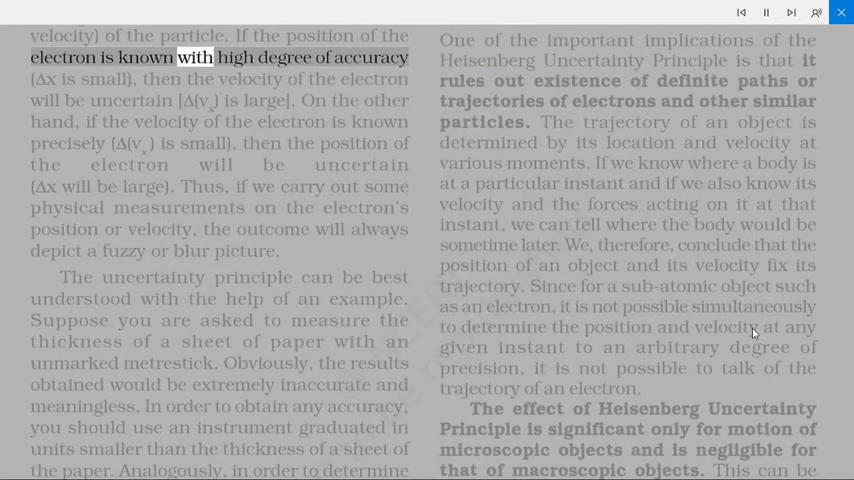 velocity) of the particle. If the position of the
electron is known with high degree of accuracy
(Δx is small), then the velocity of the electron
will be uncertain [Δ(vₓ) is large]. On the other
hand, if the velocity of the electron is known
precisely (Δ(vₓ) is small), then the position of
the electron will be uncertain
(Δx will be large). Thus, if we carry out some
physical measurements on the electron's
position or velocity, the outcome will always
depict a fuzzy or blur picture.
The uncertainty principle can be best
understood with the help of an example.
Suppose you are asked to measure the
thickness of a sheet of paper with an
unmarked metrestick. Obviously, the results
obtained would be extremely inaccurate and
meaningless, In order to obtain any accuracy,
you should use an instrument graduated in
units smaller than the thickness of a sheet of
the paper. Analogously, in order to determine
One of the important implications of the
Heisenberg Uncertainty Principle is that it
rules out existence of definite paths or
trajectories of electrons and other similar
particles. The trajectory of an object is
determined by its location and velocity at
various moments. If we know where a body is
at a particular instant and if we also know its
velocity and the forces acting on it at that
instant, we can tell where the body would be
sometime later. We, therefore, conclude that the
position of an object and its velocity fix its
trajectory. Since for a sub-atomic object such
as an electron, it is not possible simultaneously
to determine the position and velocity at any
given instant to an arbitrary degree of
precision, it is not possible to talk of the
trajectory of an electron.
The effect of Heisenberg Uncertainty
Principle is significant only for motion of
microscopic objects and is negligible for
that of macroscopic objects. This can be